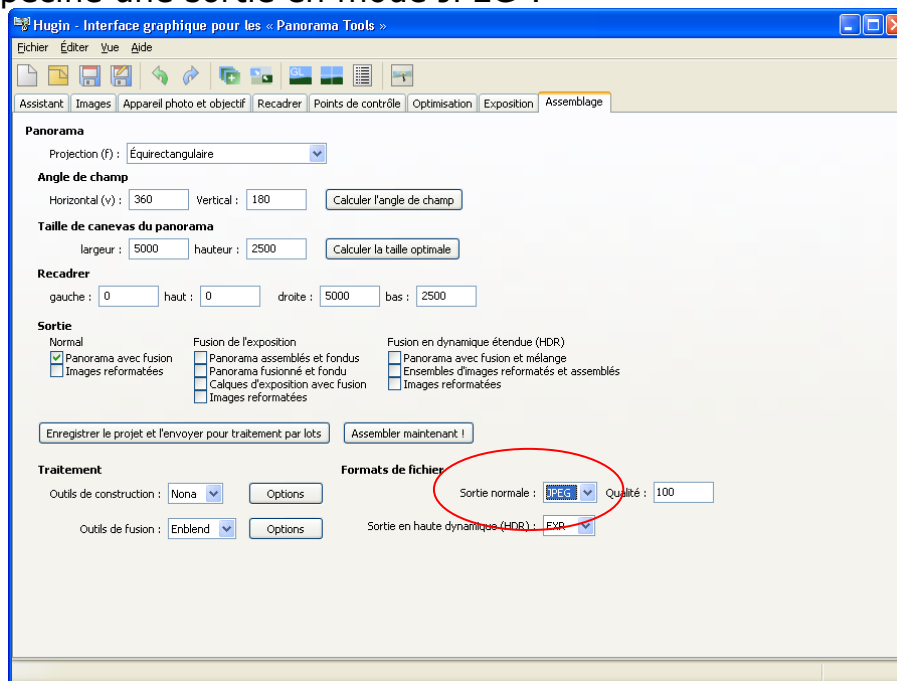 pécifié une sortie en mode JPEG :
Hugin - Interface graphique pour les « Panorama Tools »
Fichier Éditer Vue Aide
GL
Assistant Images Appareil photo et objectif Recadrer Points de contrôle Optimisation Exposition Assemblage
Panorama
Projection (f) : Équirectangulaire
Angle de champ
Horizontal (v) : 360 Vertical : 180 Calculer l'angle de champ
Taille de canevas du panorama
largeur : 5000 hauteur : 2500 Calculer la taille optimale
Recadrer
gauche : 0 haut : 0 droite : 5000 bas : 2500
Sortie
Normal Fusion de l'exposition Fusion en dynamique étendue (HDR)
Panorama avec fusion Panorama assemblés et fondus Panorama avec fusion et mélange
Images reformatées Panorama fusionné et fondu Ensembles d'images reformatés et assemblés
Calques d'exposition avec fusion Images reformatées
Images reformatées
Enregistrer le projet et l'envoyer pour traitement par lots Assembler maintenant !
Traitement Formats de fichier
Outils de construction : Nona Options Sortie normale : JPEG Qualité : 100
Outils de fusion : Enblend Options Sortie en haute dynamique (HDR) : EXR